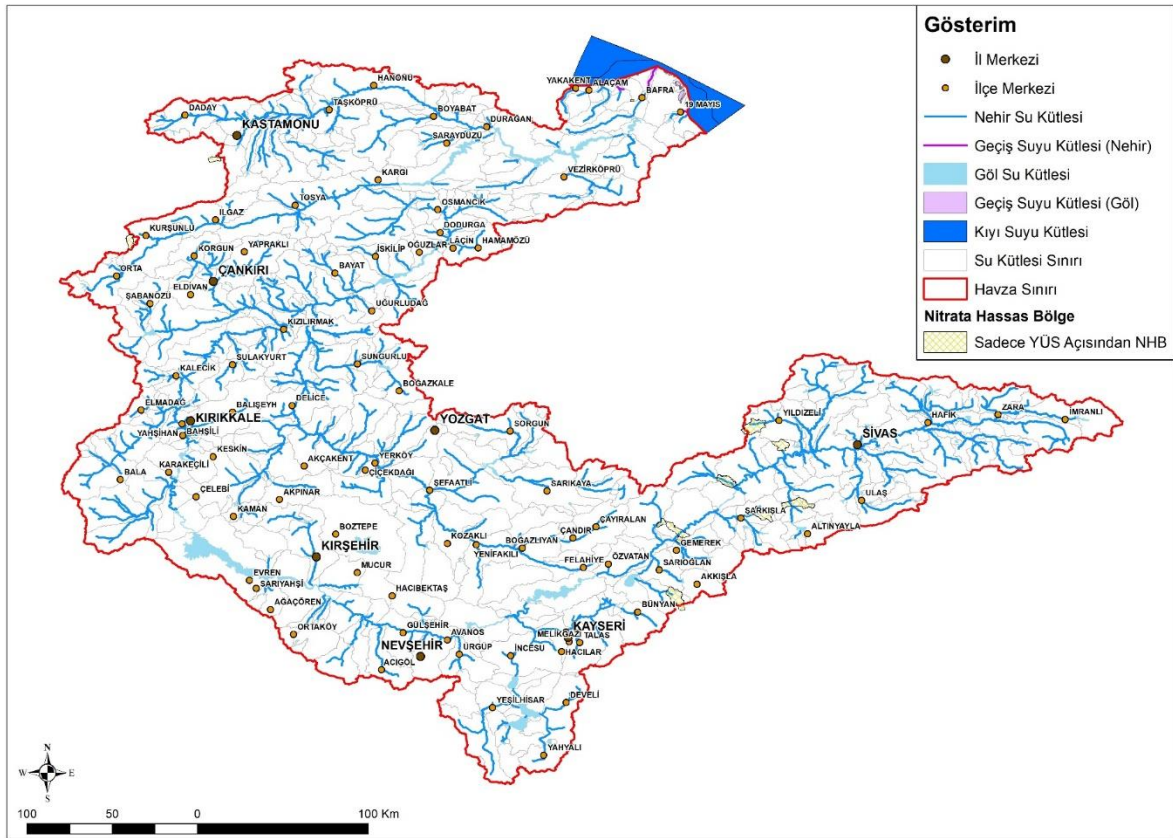 Gösterim
İl Merkezi
İlçe Merkezi
Nehir Su Kütlesi
Geçiş Suyu Kütlesi (Nehir)
Göl Su Kütlesi
Geçiş Suyu Kütlesi (Göl)
Kıyı Suyu Kütlesi
Su Kütlesi Sınırı
Havza Sınırı
Nitrata Hassas Bölge
Sadece YÜS Açısından NHB
HANÖNÜ
YAKAKENT
ALAÇAM
BAFRA
19 MAYIS
DADAY
TAŞKÖPRÜ
BOYABAT
DURAĞAN
KASTAMONU
SARAYDÜZÜ
KARGI
VEZİRKÖPRÜ
TOSYA
OSMANCIK
ILGAZ
KURŞUNLU
DODURGA
KORGUN
YAPRAKLI
İSKİLİP
OĞUZLAR
LAÇİN
HAMAMÖZÜ
ORTA
ÇANKIRI
BAYAT
ELDİVAN
ŞABANÖZÜ
UĞURLUDAĞ
KIZILIRMAK
SULAKYURT
SUNGURLU
KALECİK
BOĞAZKALE
ELMADAĞ
BALIŞEYH
DELİCE
KIRIKKALE
YAHŞİHAN
BAHŞILI
YOZGAT
SORGUN
YILDIZELİ
HAFİK
ZARA
İMRANLI
SİVAS
KESKİN
AKÇAKENT
YERKÖY
ÇİÇEKDAĞI
BALA
KARAKEÇİLİ
ÇELEBİ
AKPINAR
ŞEFAATLİ
SARIKAYA
ULAŞ
KAMAN
ŞARKIŞLA
ALTINYAYLA
BOZTEPE
KOZAKLI
ÇAYIRALAN
ÇANDIR
BOĞAZLIYAN
YENİFAKILI
GEMEREK
KIRŞEHİR
MUCUR
FELAHİYE
ÖZVATAN
SARIOĞLAN
AKKIŞLA
EVREN
SARIYAHŞİ
HACIBEKTAŞ
AĞAÇÖREN
BÜNYAN
ORTAKÖY
GÜLŞEHİR
AVANOS
KAYSERİ
MELİKGAZİ
TALAS
NEVŞEHİR
ÜRGÜP
İNCESU
HACILAR
ACIGÖL
YEŞİLHİSAR
DEVELİ
YAHYALI
N
W
E
S
100
50
0
100 Km